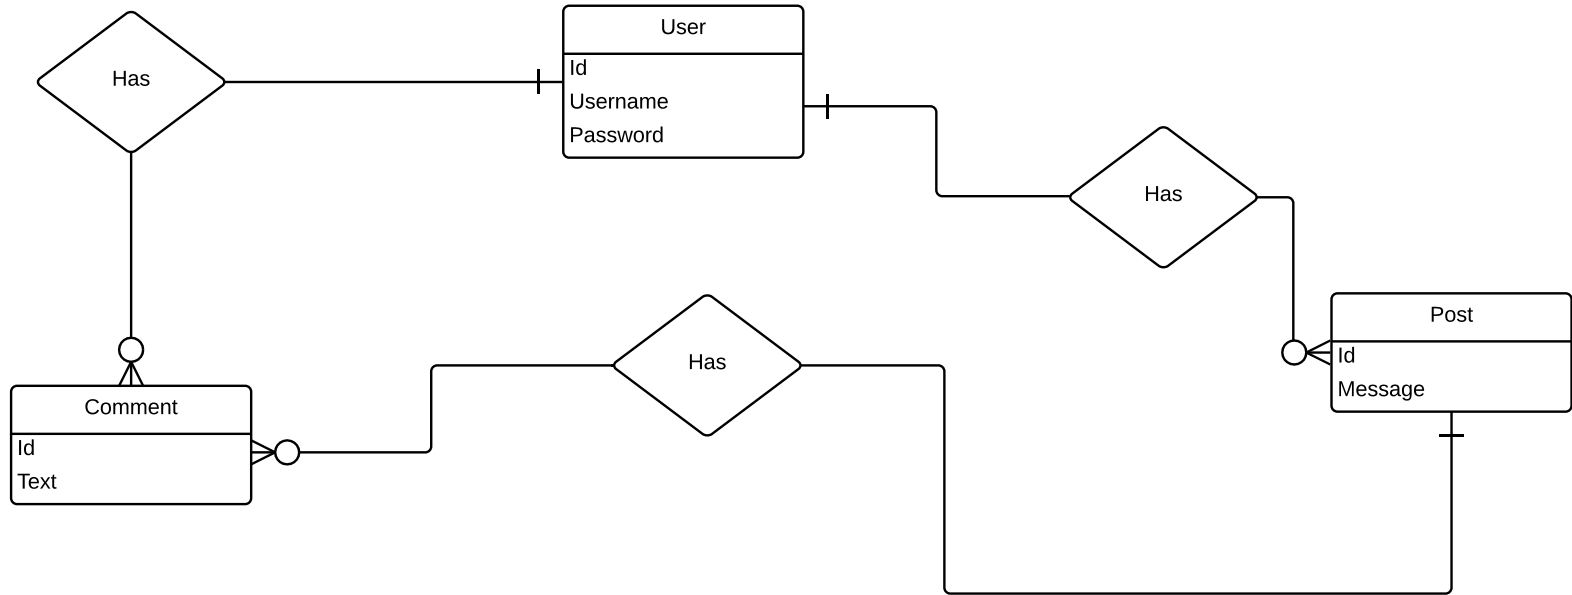 Has
User
Id
Username
Password
Has
Has
Post
Id
Message
Comment
Id
Text